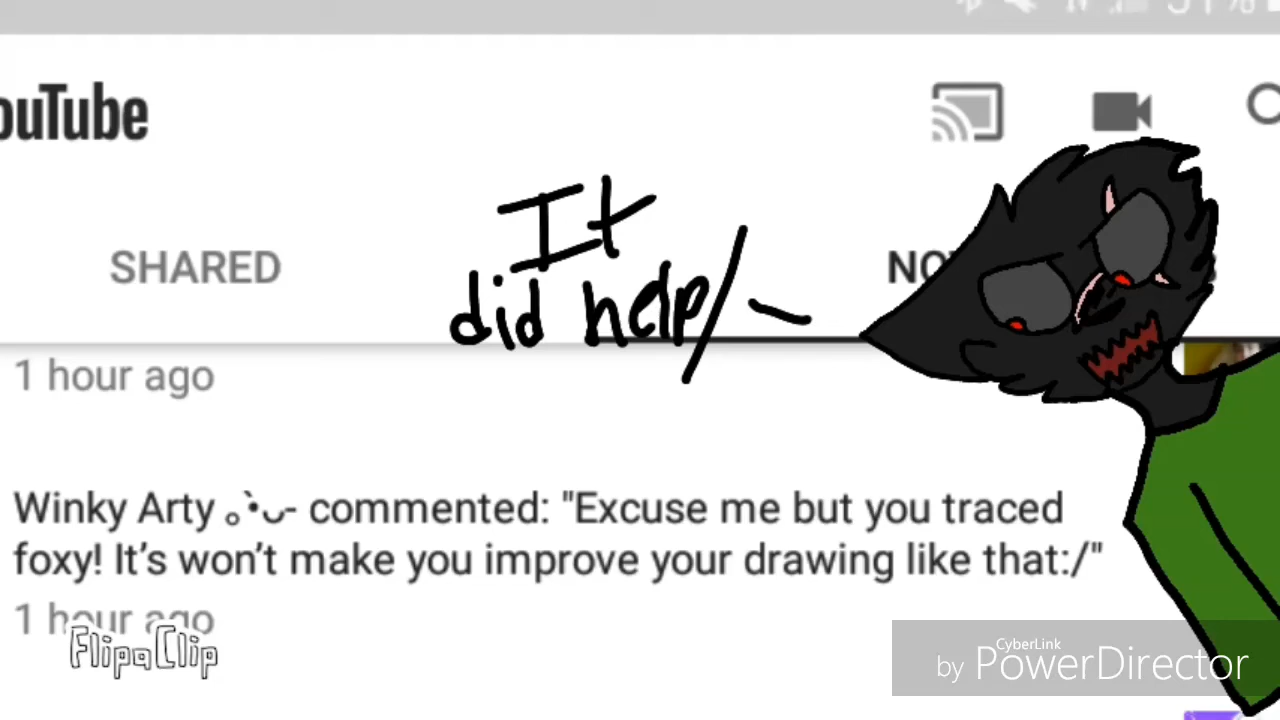 ouTube
It
did help/~
SHARED
1 hour ago
Winky Arty ｡•̀ᴗ- commented: "Excuse me but you traced
foxy! It’s won’t make you improve your drawing like that:/"
1 hour ago
FlipaClip
CyberLink
by PowerDirector